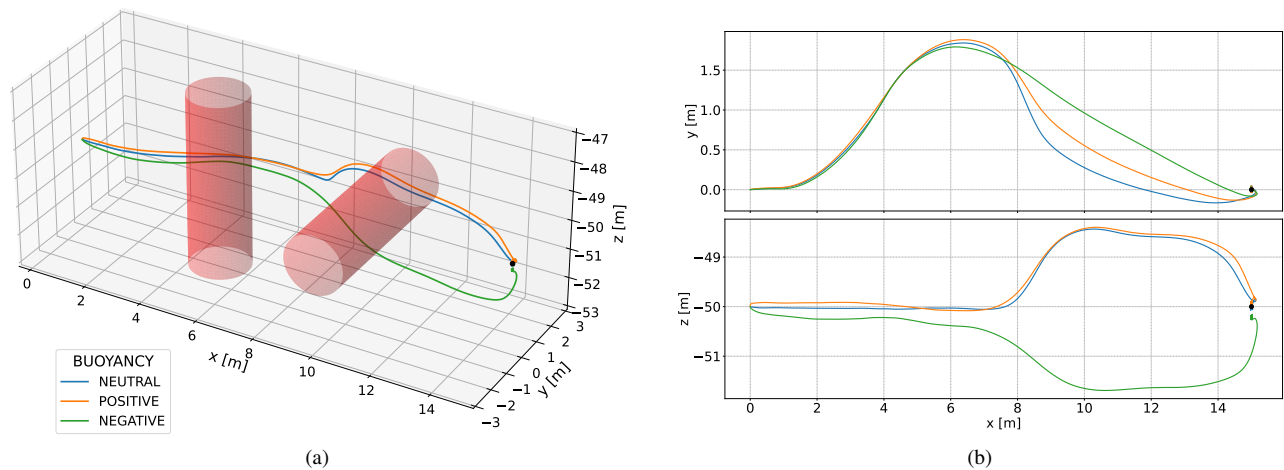 −47
−48
−49
−50
−51
−52
−53
z [m]
0
2
4
6
8
10
12
14
x [m]
3
2
1
0
−1
−2
−3
y [m]
BUOYANCY
NEUTRAL
POSITIVE
NEGATIVE
(a)
1.5
1.0
0.5
0.0
y [m]
−49
−50
−51
z [m]
0 2 4 6 8 10 12 14
x [m]
(b)